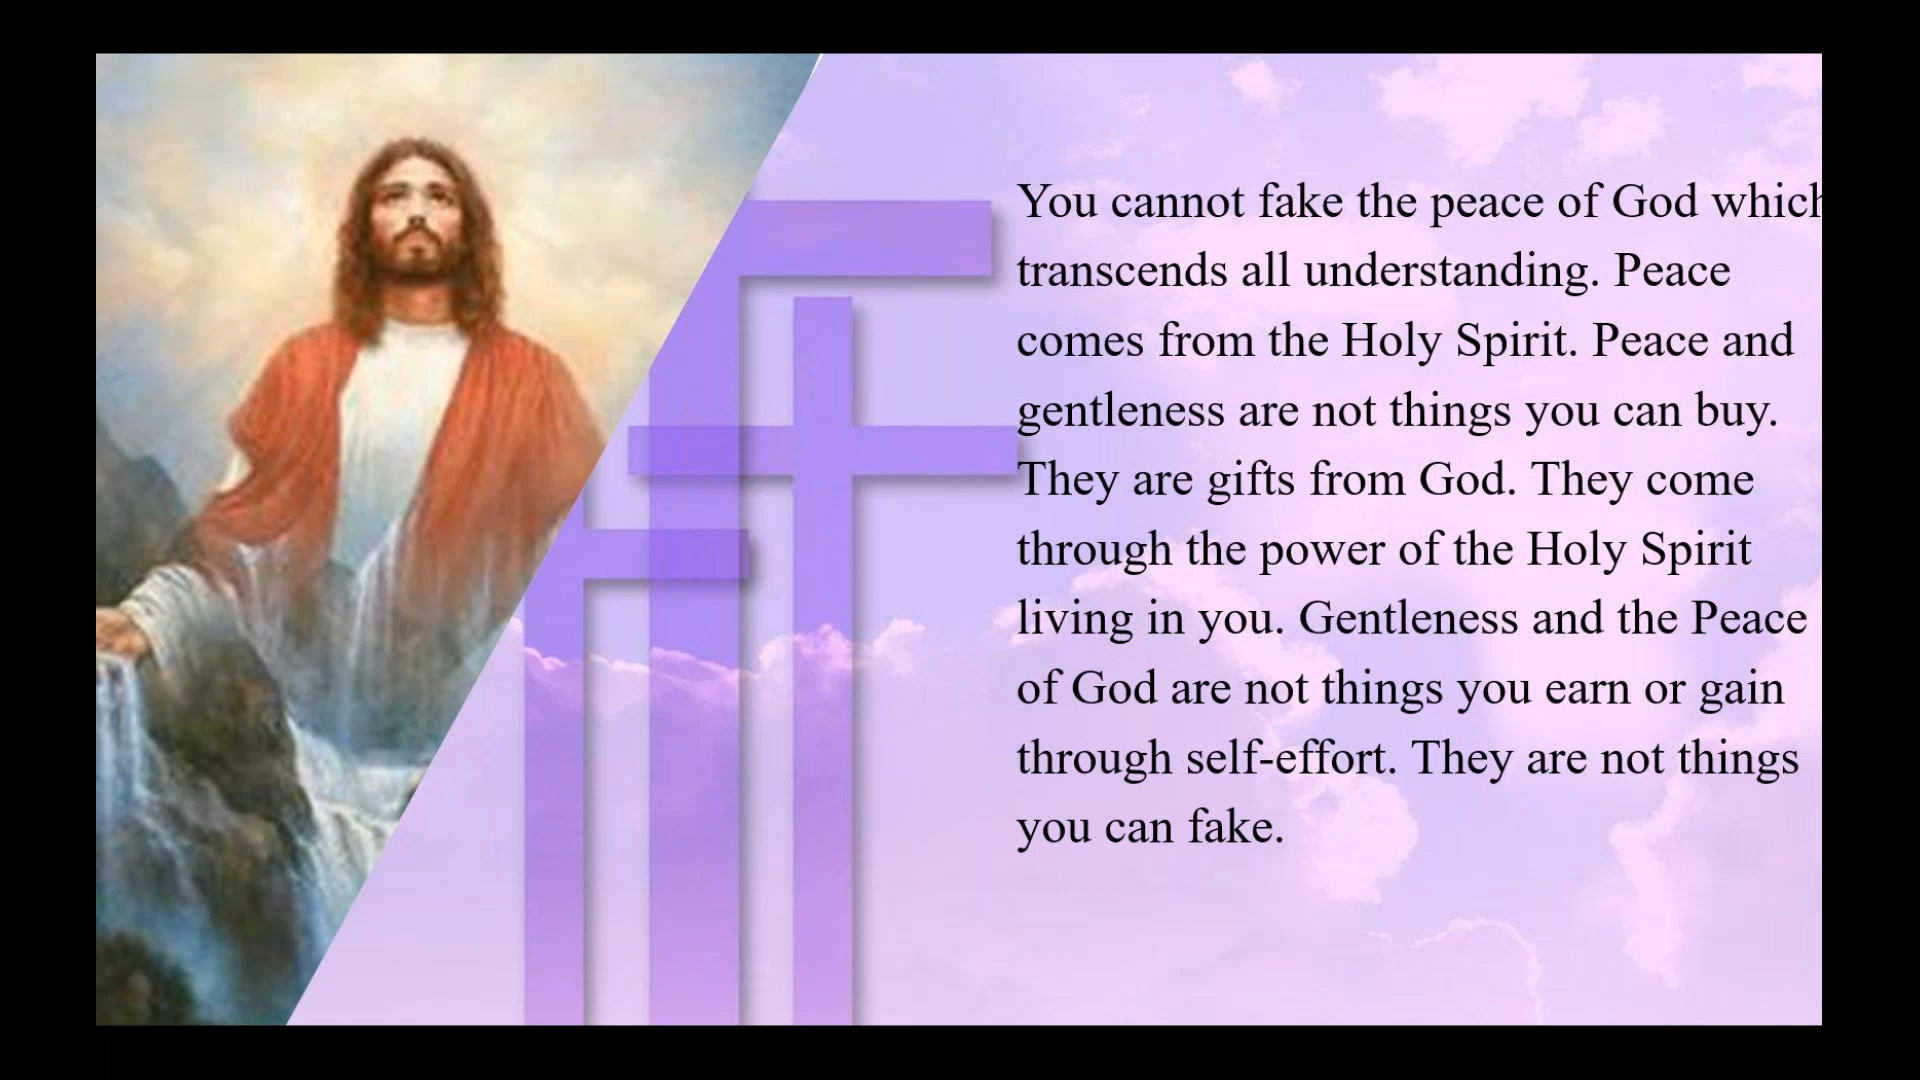 You cannot fake the peace of God which
transcends all understanding. Peace
comes from the Holy Spirit. Peace and
gentleness are not things you can buy.
They are gifts from God. They come
through the power of the Holy Spirit
living in you. Gentleness and the Peace
of God are not things you earn or gain
through self-effort. They are not things
you can fake.